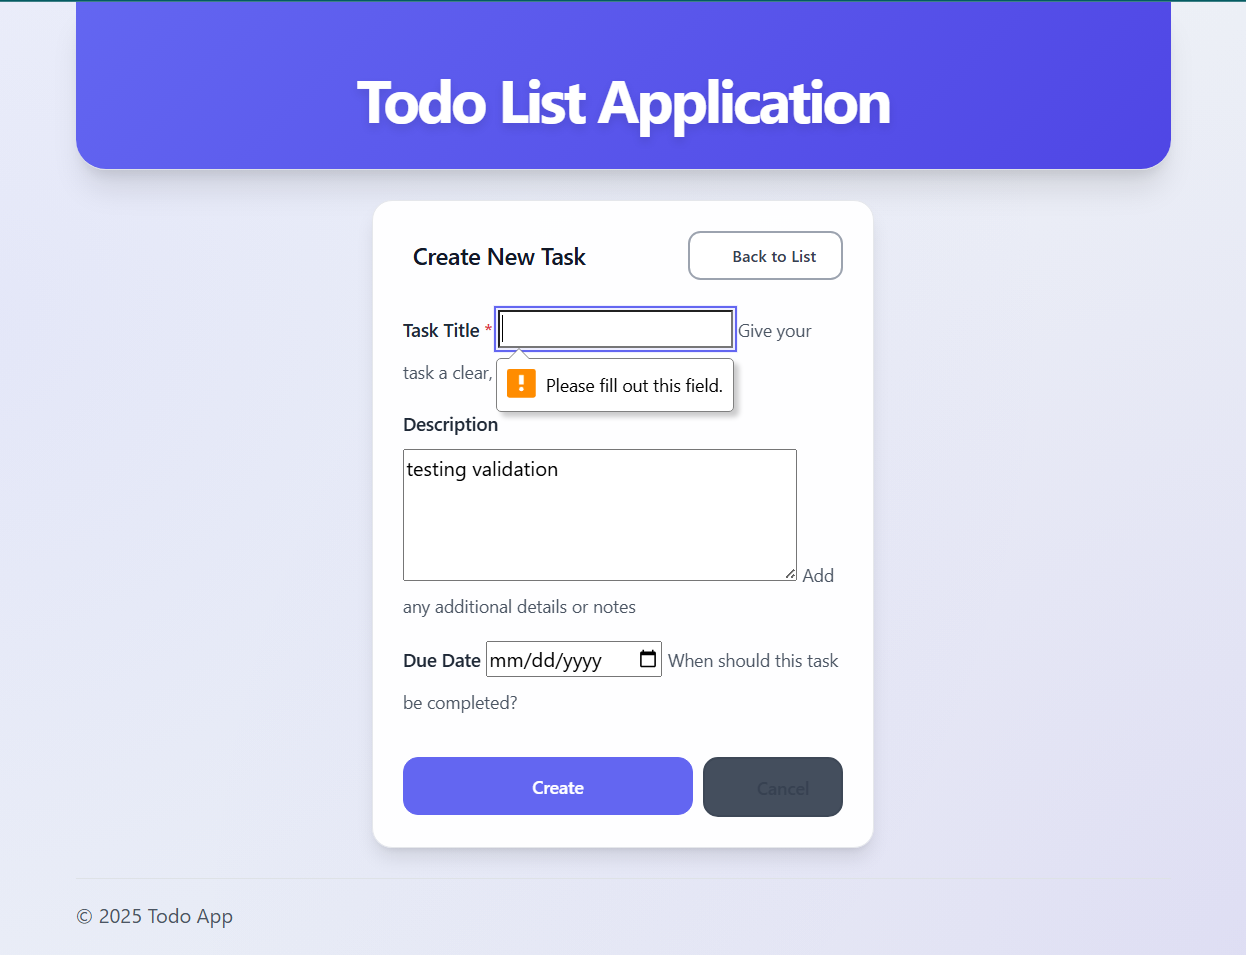 Todo List Application
Create New Task
Back to List
Task Title * Give your
task a clear,
Please fill out this field.
Description
testing validation
Add
any additional details or notes
Due Date mm/dd/yyyy When should this task
be completed?
Create
Cancel
© 2025 Todo App